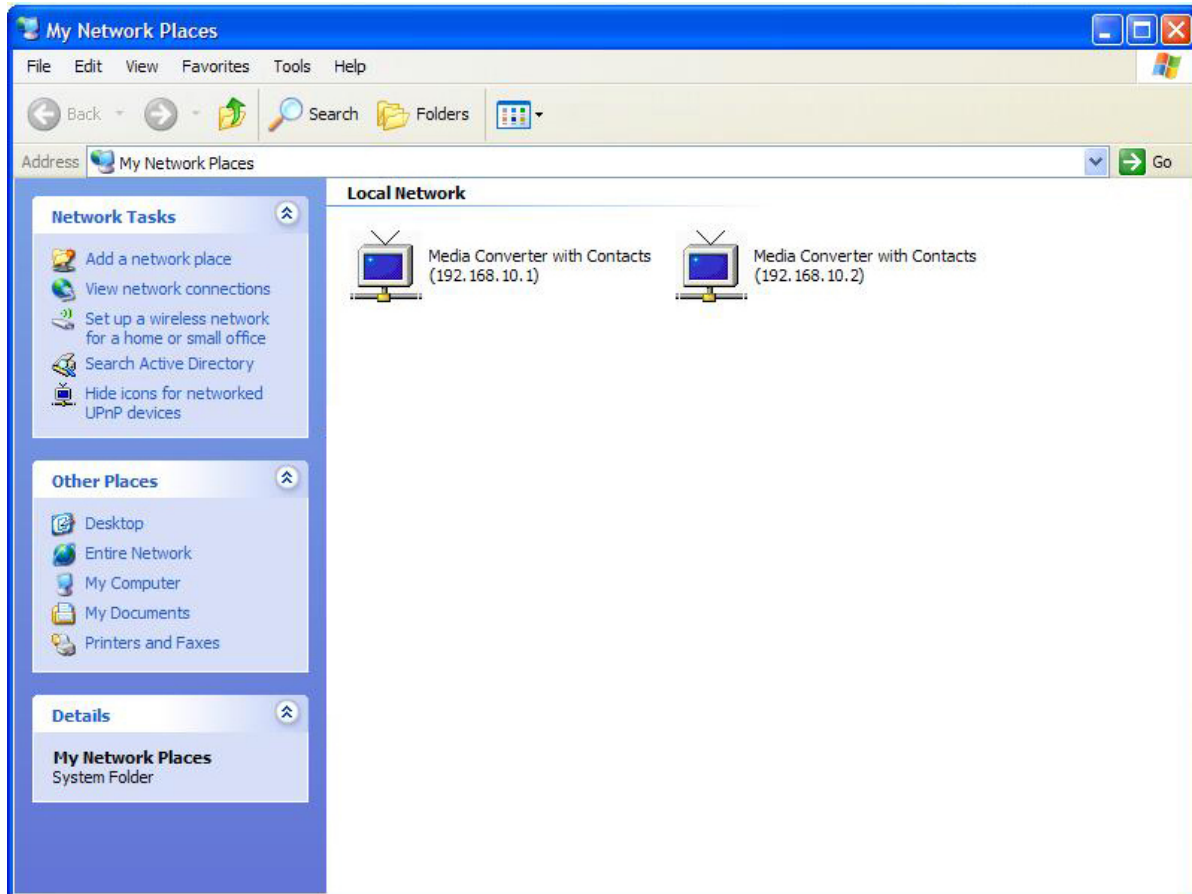 My Network Places
File Edit View Favorites Tools Help
Back Search Folders
Address My Network Places Go
Network Tasks
Add a network place
View network connections
Set up a wireless network
for a home or small office
Search Active Directory
Hide icons for networked
UPnP devices
Other Places
Desktop
Entire Network
My Computer
My Documents
Printers and Faxes
Details
My Network Places
System Folder
Local Network
Media Converter with Contacts
(192.168.10.1)
Media Converter with Contacts
(192.168.10.2)